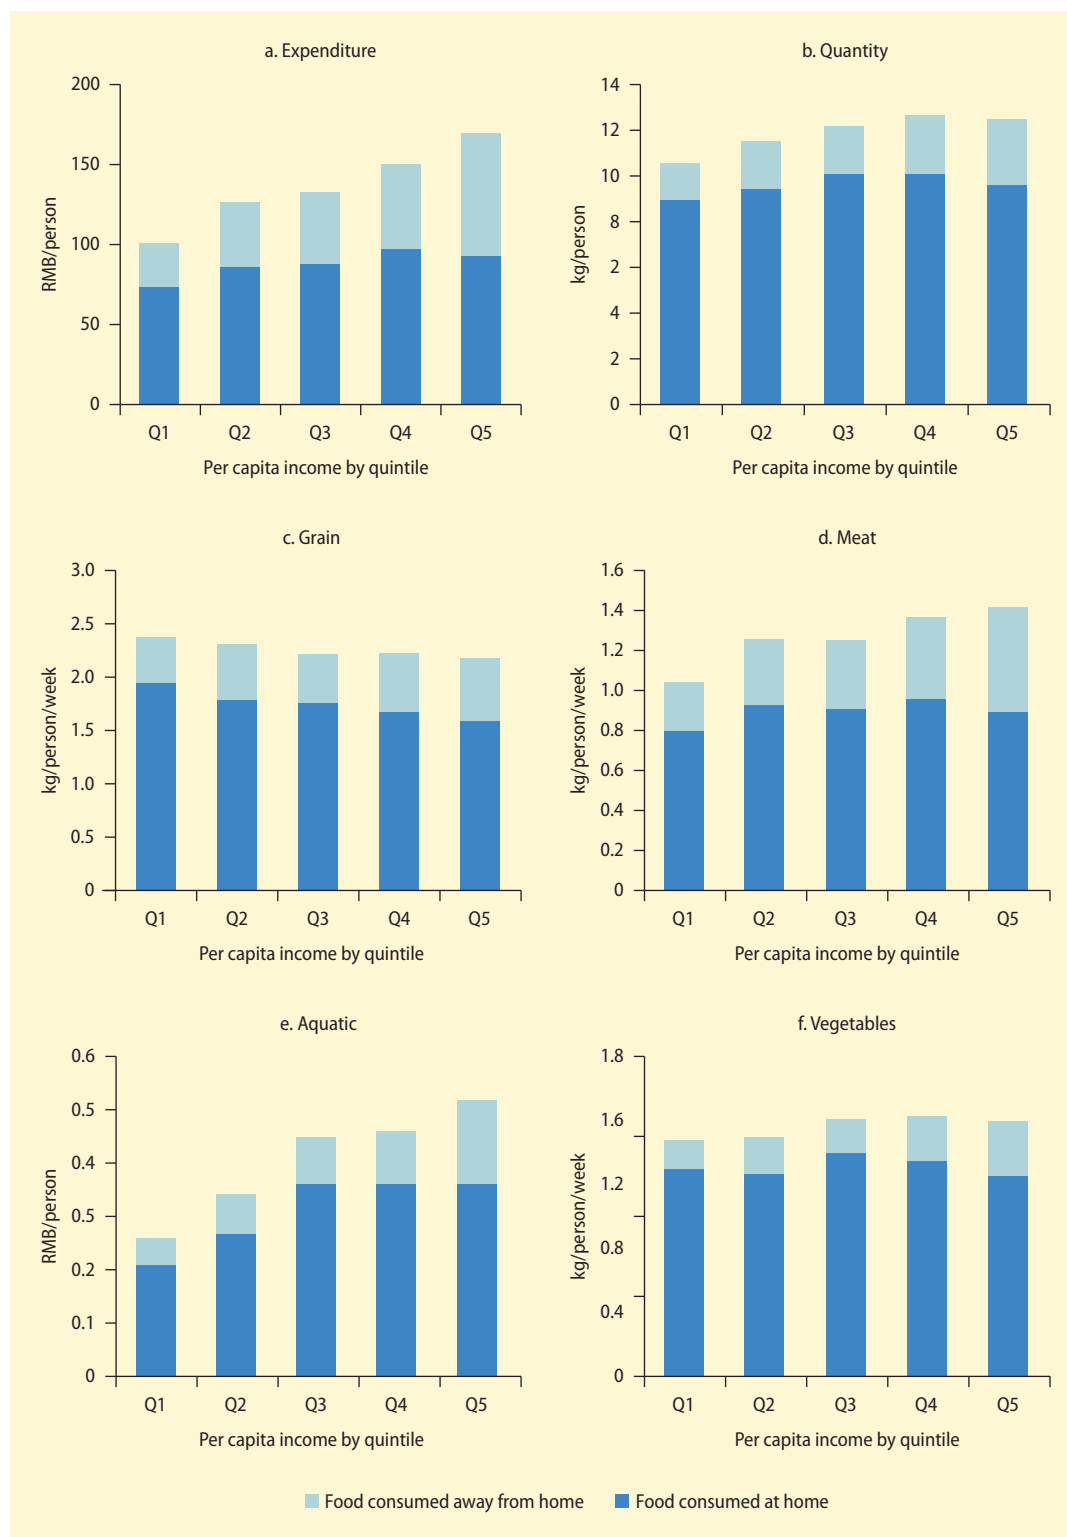 a. Expenditure
200
150
100
50
0
RMB/person
Q1 Q2 Q3 Q4 Q5
Per capita income by quintile
b. Quantity
14
12
10
8
2
4
2
0
kg/person
Q1 Q2 Q3 Q4 Q5
Per capita income by quintile
c. Grain
3.0
2.5
2.0
1.5
1.0
0.5
0
kg/person/week
Q1 Q2 Q3 Q4 Q5
Per capita income by quintile
d. Meat
1.6
1.4
1.2
1.0
0.8
0.6
0.4
0.2
0
kg/person/week
Q1 Q2 Q3 Q4 Q5
Per capita income by quintile
e. Aquatic
0.6
0.5
0.4
0.5
0.2
0.1
0
RMB/person
Q1 Q2 Q3 Q4 Q5
Per capita income by quintile
f. Vegetables
1.8
1.6
1.2
0.8
0.4
0
kg/person/week
Q1 Q2 Q3 Q4 Q5
Per capita income by quintile
Food consumed away from home
Food consumed at home